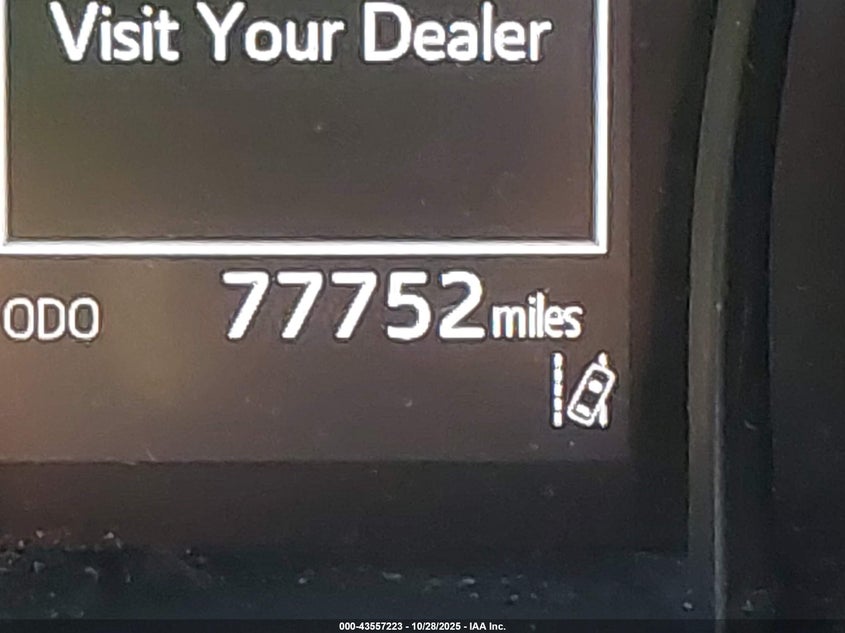 Visit Your Dealer
ODO 77752 miles
000-43557223 - 10/28/2025 - IAA Inc.